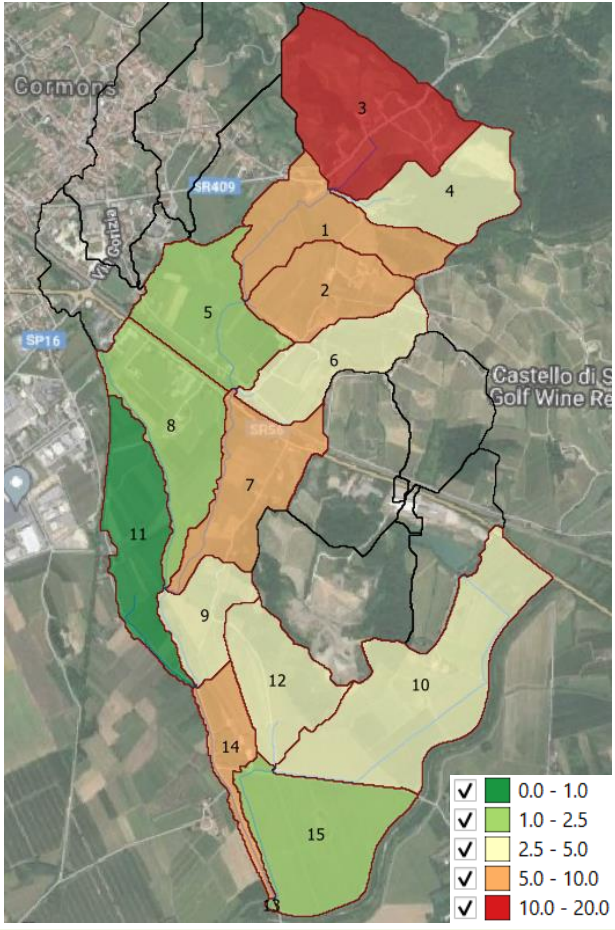 Cormons
3
SR409
4
Via Gorizia
1
2
5
SP16
6
Castello di S
Golf Wine Re
8
SR56
7
11
9
12
10
14
15
13
0.0 - 1.0
1.0 - 2.5
2.5 - 5.0
5.0 - 10.0
10.0 - 20.0